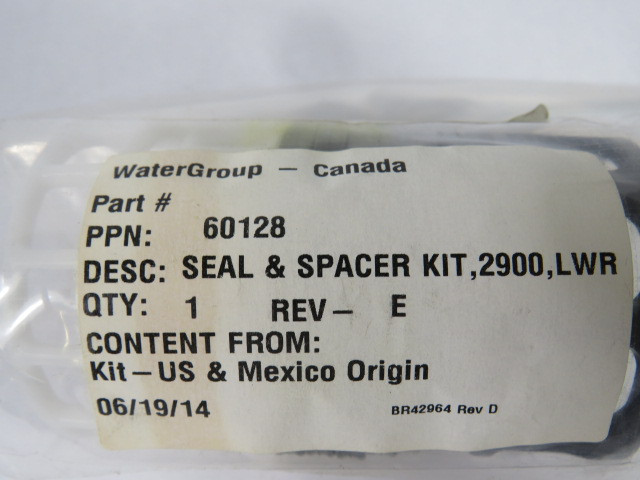 WaterGroup - Canada
Part #
PPN: 60128
DESC: SEAL & SPACER KIT,2900,LWR
QTY: 1 REV- E
CONTENT FROM:
Kit-US & Mexico Origin
06/19/14 BR42964 Rev D